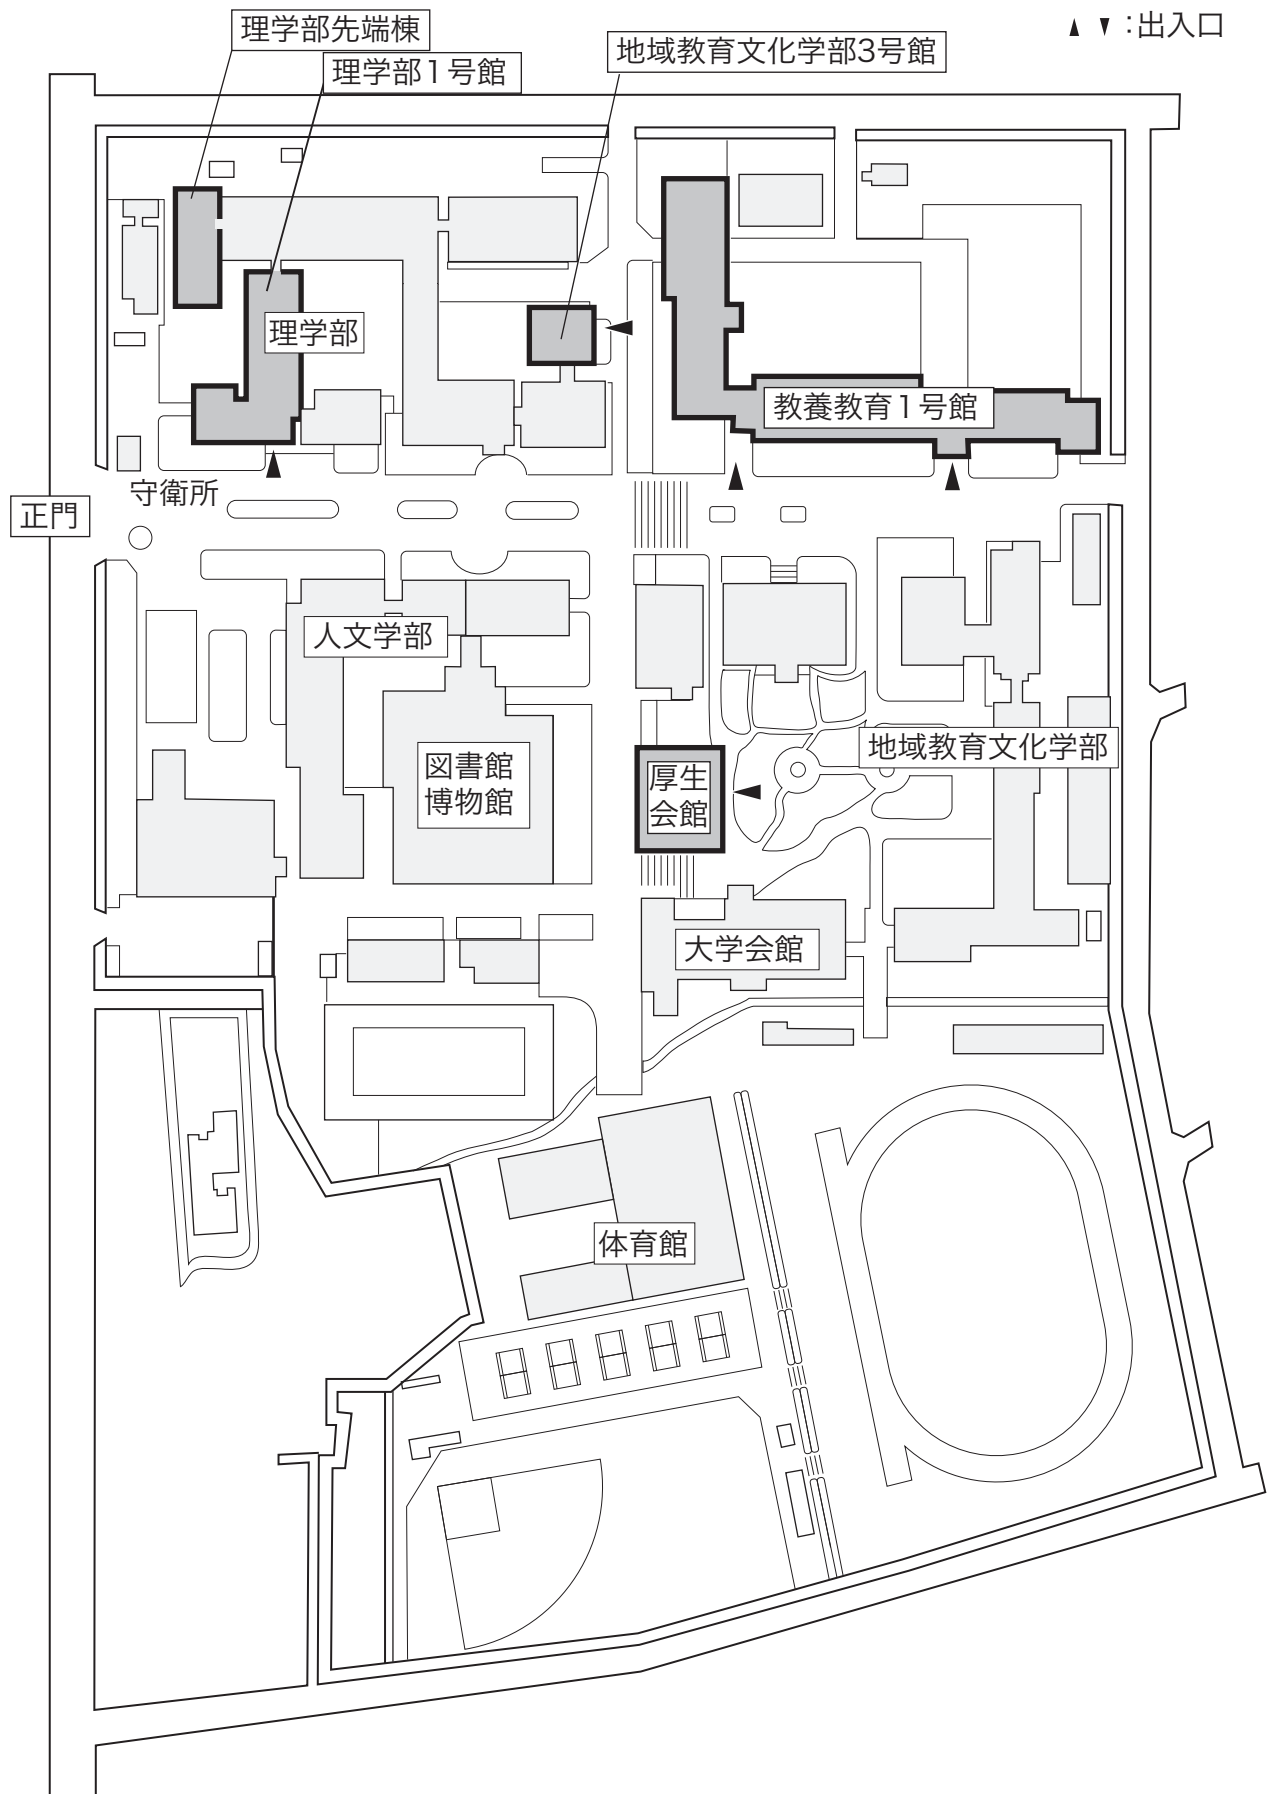 理学部先端棟
▲ ▼ :出入口
理学部1号館
地域教育文化学部3号館
理学部
教養教育1号館
守衛所
正門
人文学部
図書館
博物館
地域教育文化学部
厚生
会館
大学会館
体育館